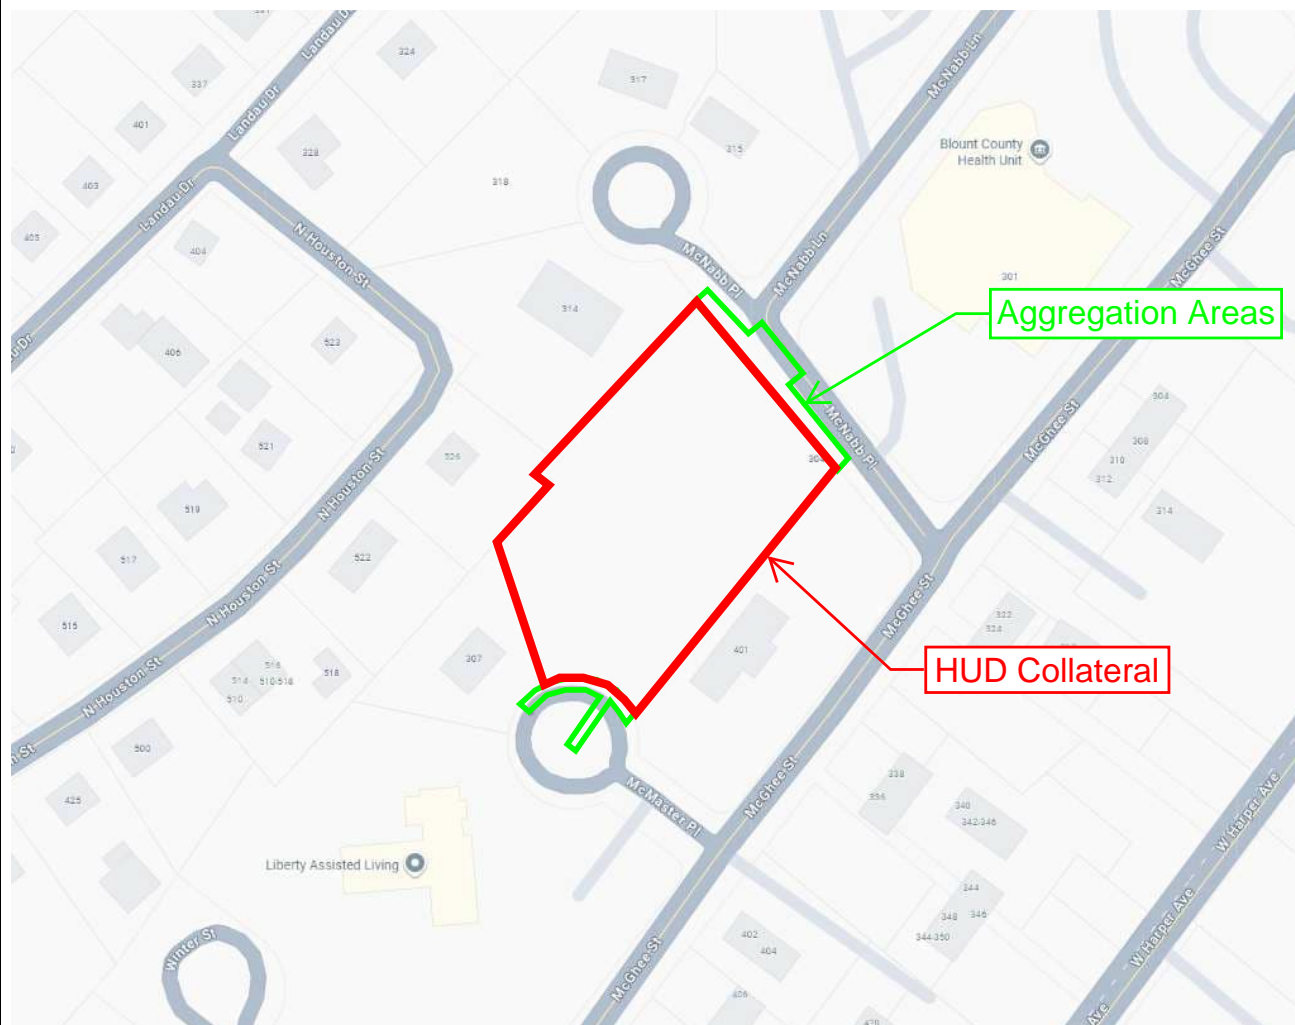 Landau Dr
324
337
317
401
Landau Dr
McNabb Ln
328
315
Blount County
Health Unit
318
403
Landau Dr
405
404
N Houston St
McNabb Pl
McNabb Ln
McGhee St
301
314
Aggregation Areas
523
406
McNabb Pl
McGhee St
304
308
310
312
521
526
304
N Houston St
519
314
517
522
N Houston St
McGhee St
322
324
515
401
HUD Collateral
307
516
514
510-518
518
510
N Houston St
500
338
336
McGhee St
425
McMaster Pl
340
342-346
W Harper Ave
Liberty Assisted Living
344
348
346
344-350
Winter St
402
404
W Harper Ave
McGhee St
406
Ave